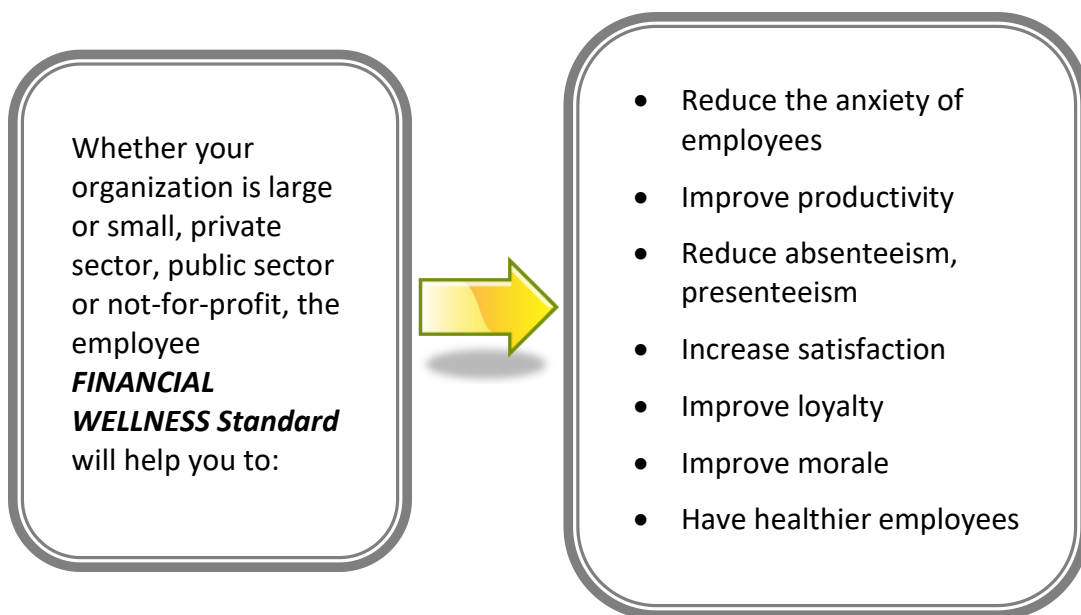 Whether your
organization is large
or small, private
sector, public sector
or not-for-profit, the
employee
FINANCIAL
WELLNESS Standard
will help you to:
• Reduce the anxiety of
employees
• Improve productivity
• Reduce absenteeism,
presenteeism
• Increase satisfaction
• Improve loyalty
• Improve morale
• Have healthier employees